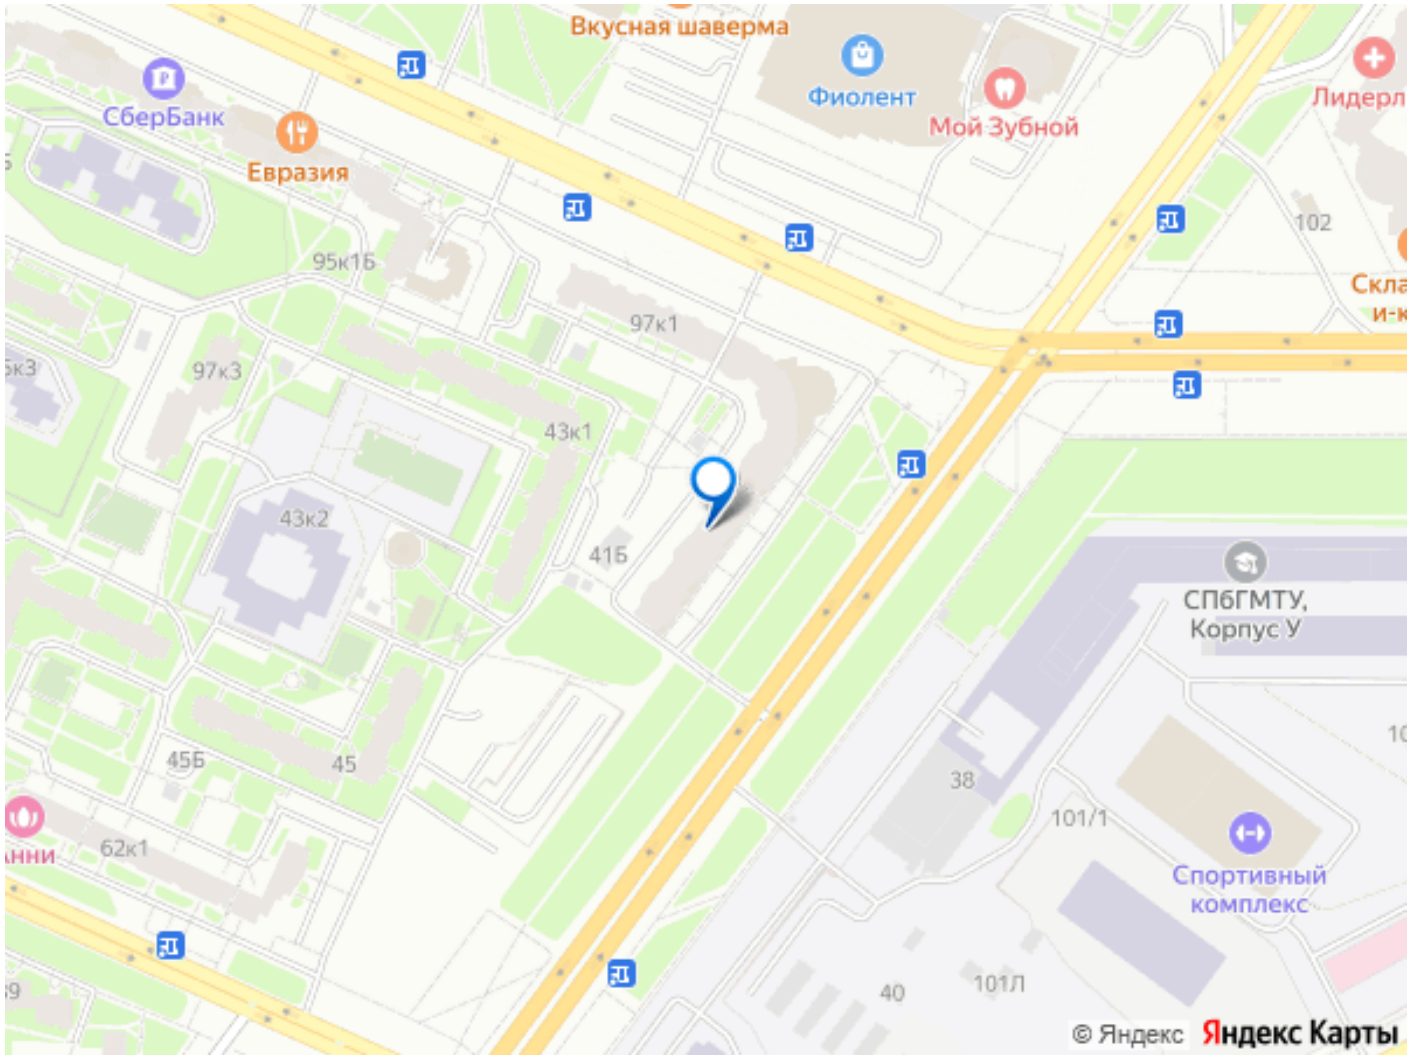 Вкусная шаверма
Фиолент
СберБанк
Лидерл
Мой Зубной
Евразия
102
95к1Б
Скла
и-к
97к1
97к3
43к1
43к2
41Б
СПбГМТУ,
Корпус У
45Б
45
38
101/1
62к1
нни
Спортивный
комплекс
101Л
40
© Яндекс Яндекс Карты